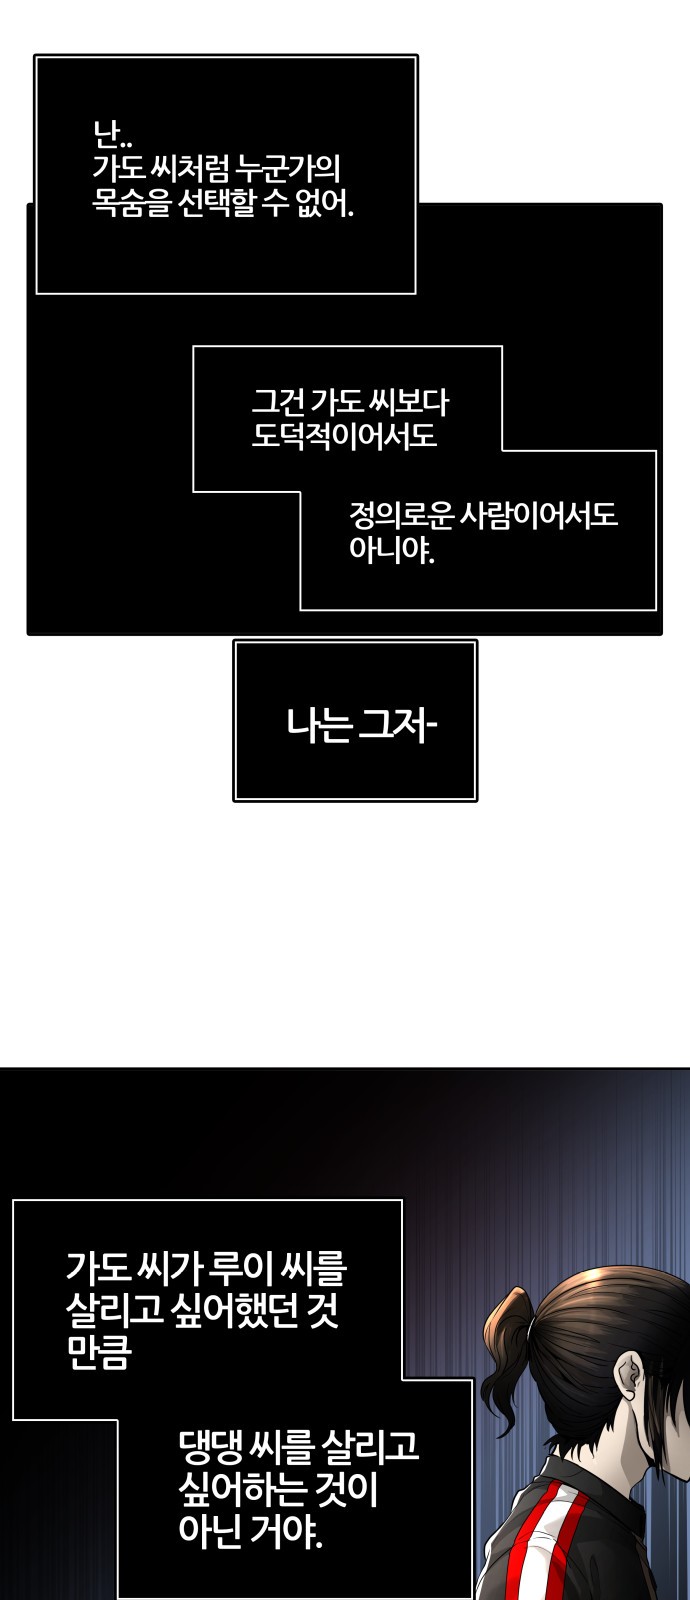 난..
가도 씨처럼 누군가의
목숨을 선택할 수 없어.
그건 가도 씨보다
도덕적이어서도
정의로운 사람이어서도
아니야.
나는 그저-
가도 씨가 루이 씨를
살리고 싶어했던 것
만큼
댕댕 씨를 살리고
싶어하는 것이
아닌 거야.